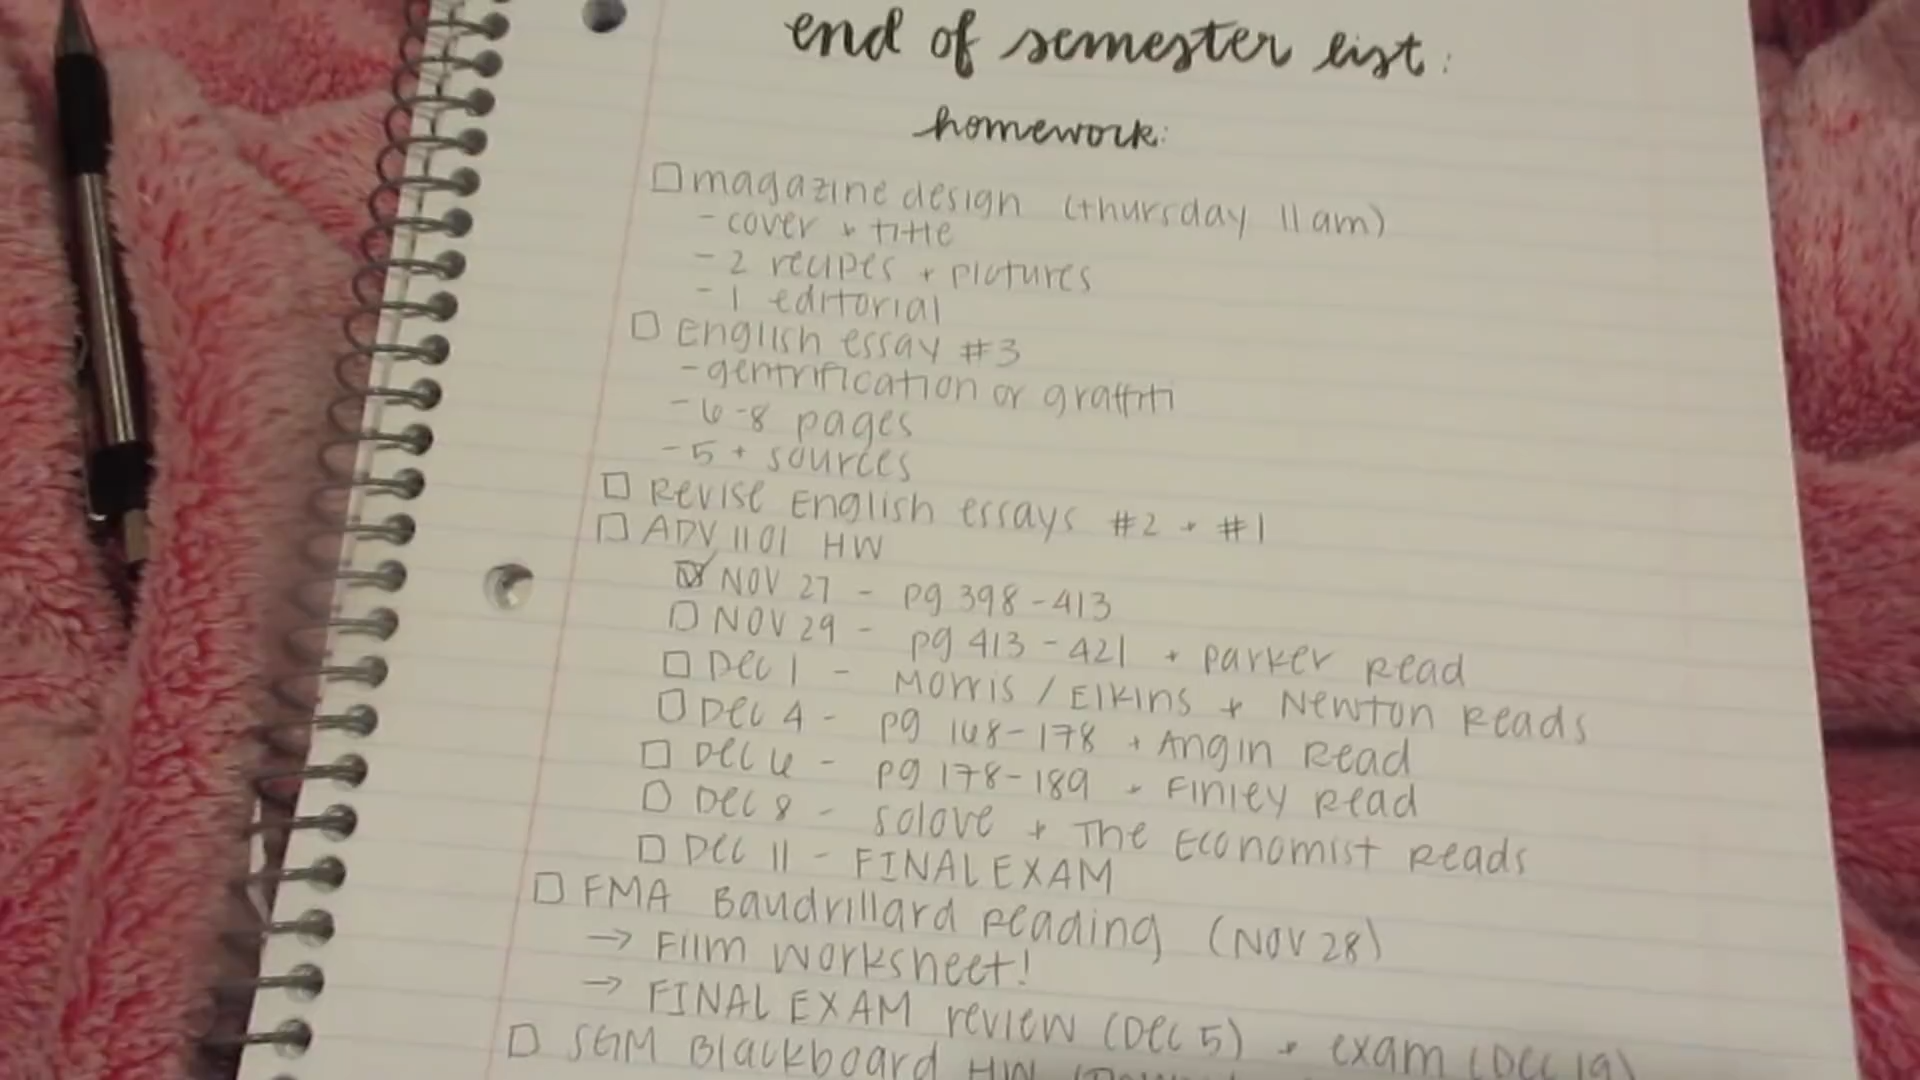 end of semester list:
homework:
□ magazine design (thursday 11 am)
- cover + title
- 2 recipes + pictures
- 1 editorial
□ English essay #3
- gentrification or graffiti
- 6-8 pages
- 5 + sources
□ Revise English essays #2 + #1
□ ADV 1101 HW
☑ NOV 27 - pg 398-413
□ NOV 29 - pg 413-421 + Parker Read
□ Dec 1 - Morris / Elkins + Newton Reads
□ Dec 4 - pg 168-178 + Angin Read
□ Dec 6 - pg 178-189 + Finley Read
□ Dec 8 - Solove + The Economist Reads
□ Dec 11 - FINAL EXAM
□ FMA Baudrillard Reading (NOV 28)
→ Film Worksheet!
→ FINAL EXAM review (Dec 5) + exam (Dec 19)
□ SGM Blackboard HW